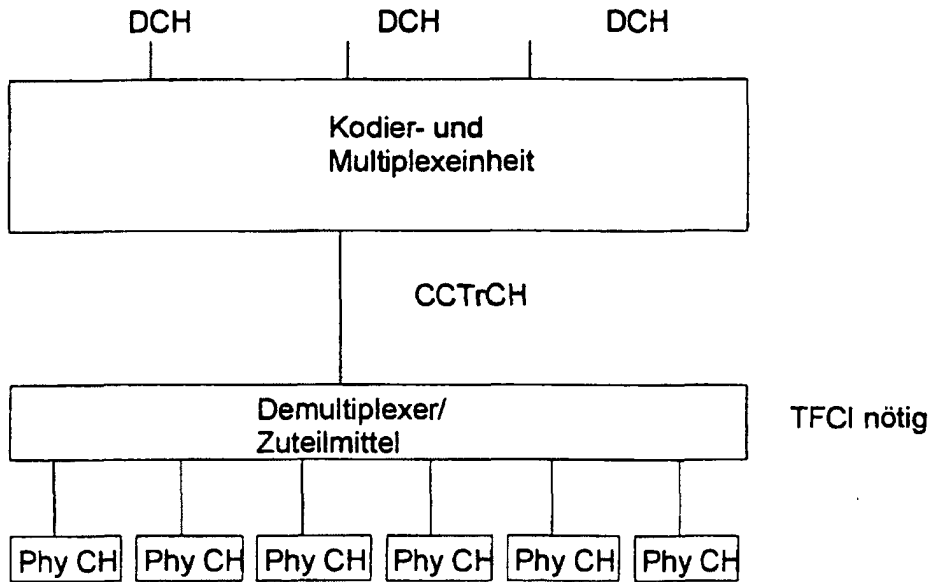 DCH DCH DCH
Kodier- und
Multiplexeinheit
CCTrCH
Demultiplexer/
Zuteilmittel
TFCI nötig
Phy CH Phy CH Phy CH Phy CH Phy CH Phy CH